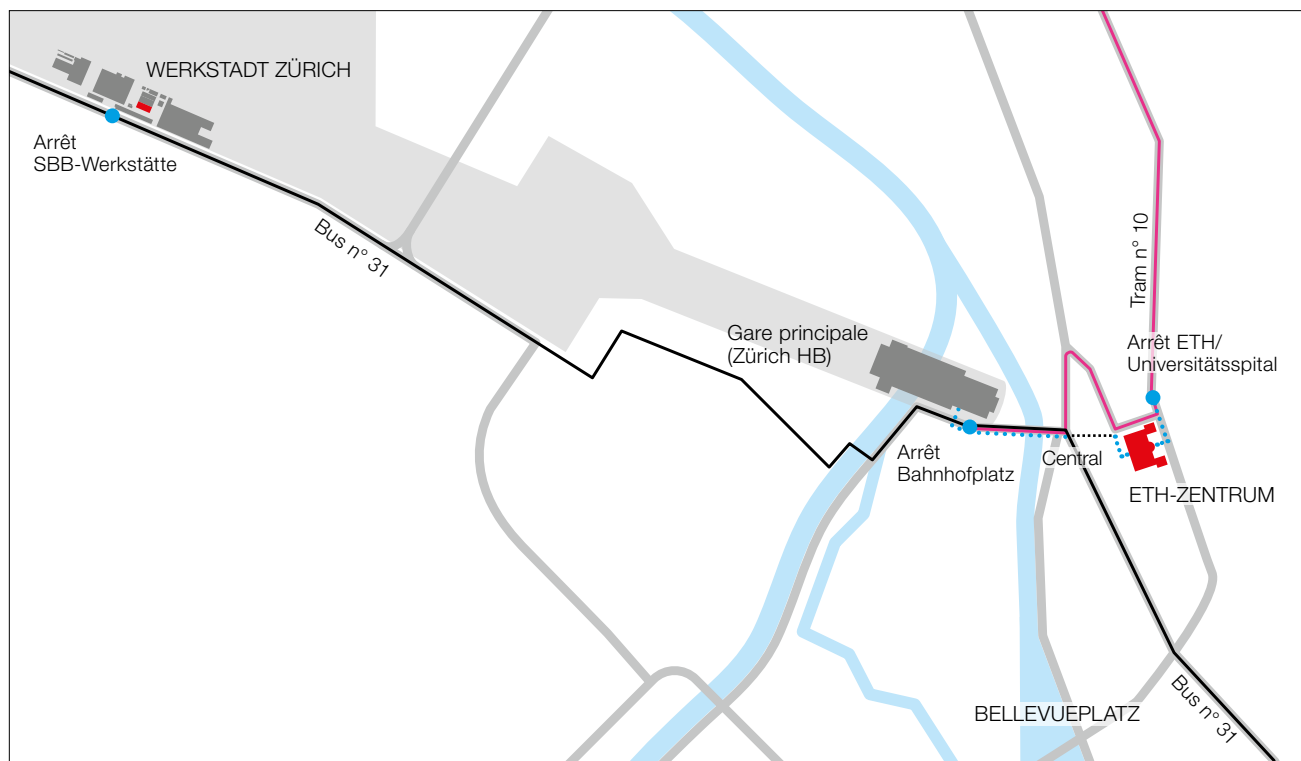 WERKSTADT ZÜRICH
Arrêt
SBB-Werkstätte
Bus n° 31
Tram n° 10
Gare principale
(Zürich HB)
Arrêt ETH/
Universitätsspital
Arrêt
Bahnhofplatz
Central
ETH-ZENTRUM
BELLEVUEPLATZ
Bus n° 31